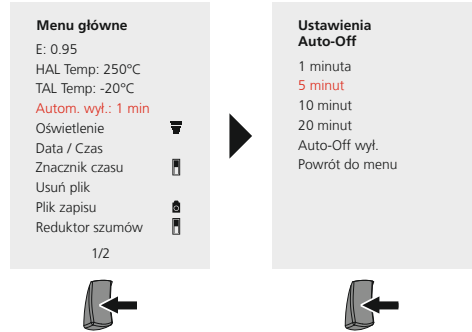 Menu główne
E: 0.95
HAL Temp: 250°C
TAL Temp: -20°C
Autom. wył.: 1 min
Oświetlenie
Data / Czas
Znacznik czasu
Usuń plik
Plik zapisu
Reduktor szumów
1/2
Ustawienia
Auto-Off
1 minuta
5 minut
10 minut
20 minut
Auto-Off wył.
Powrót do menu